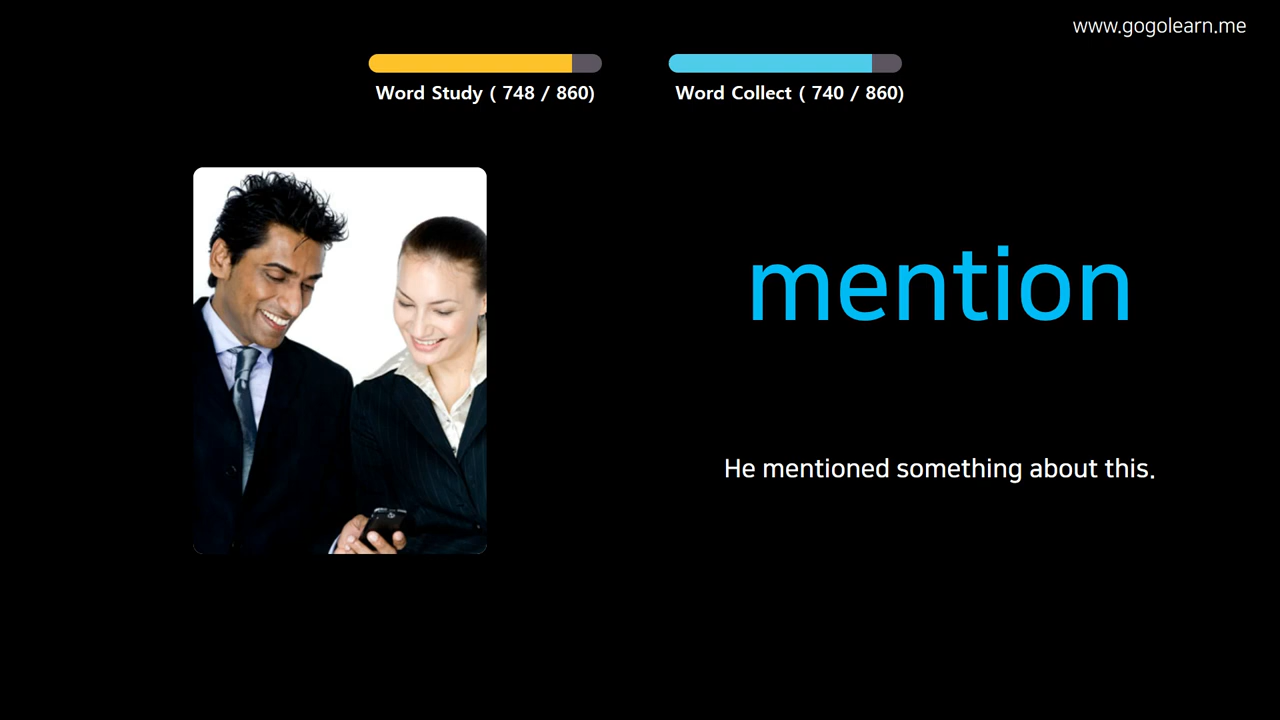 www.gogolearn.me
Word Study ( 748 / 860)
Word Collect ( 740 / 860)
mention
He mentioned something about this.